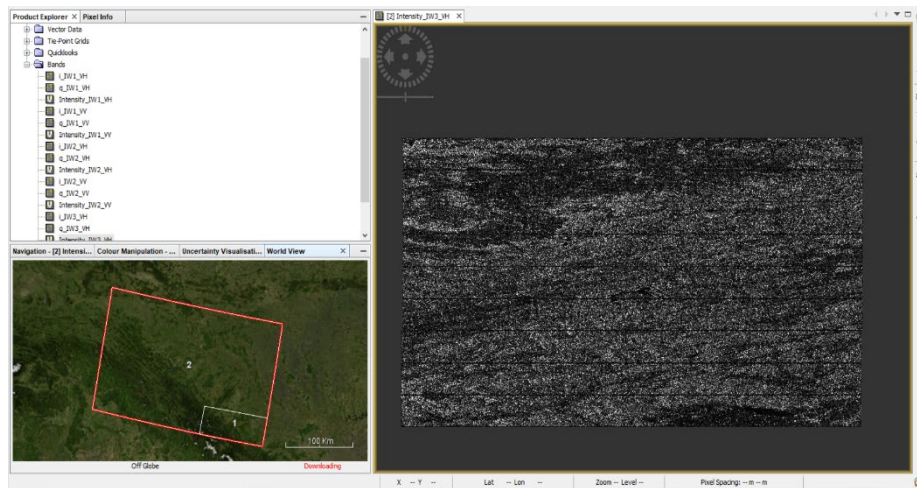 Product Explorer × Pixel Info
[2] Intensity_IW3_VH ×
Vector Data
Tie-Point Grids
Quicklooks
Bands
i_IW1_VH
q_IW1_VH
Intensity_IW1_VH
i_IW1_VV
q_IW1_VV
Intensity_IW1_VV
i_IW2_VH
q_IW2_VH
Intensity_IW2_VH
i_IW2_VV
q_IW2_VV
Intensity_IW2_VV
i_IW3_VH
q_IW3_VH
Intensity_IW3_VH
Navigation - [2] Intensi... Colour Manipulation - ... Uncertainty Visualisati... World View ×
2
1
100 Km
Off Globe Downloading
X -- Y -- Lat -- Lon -- Zoom -- Level -- Pixel Spacing: -- m -- m